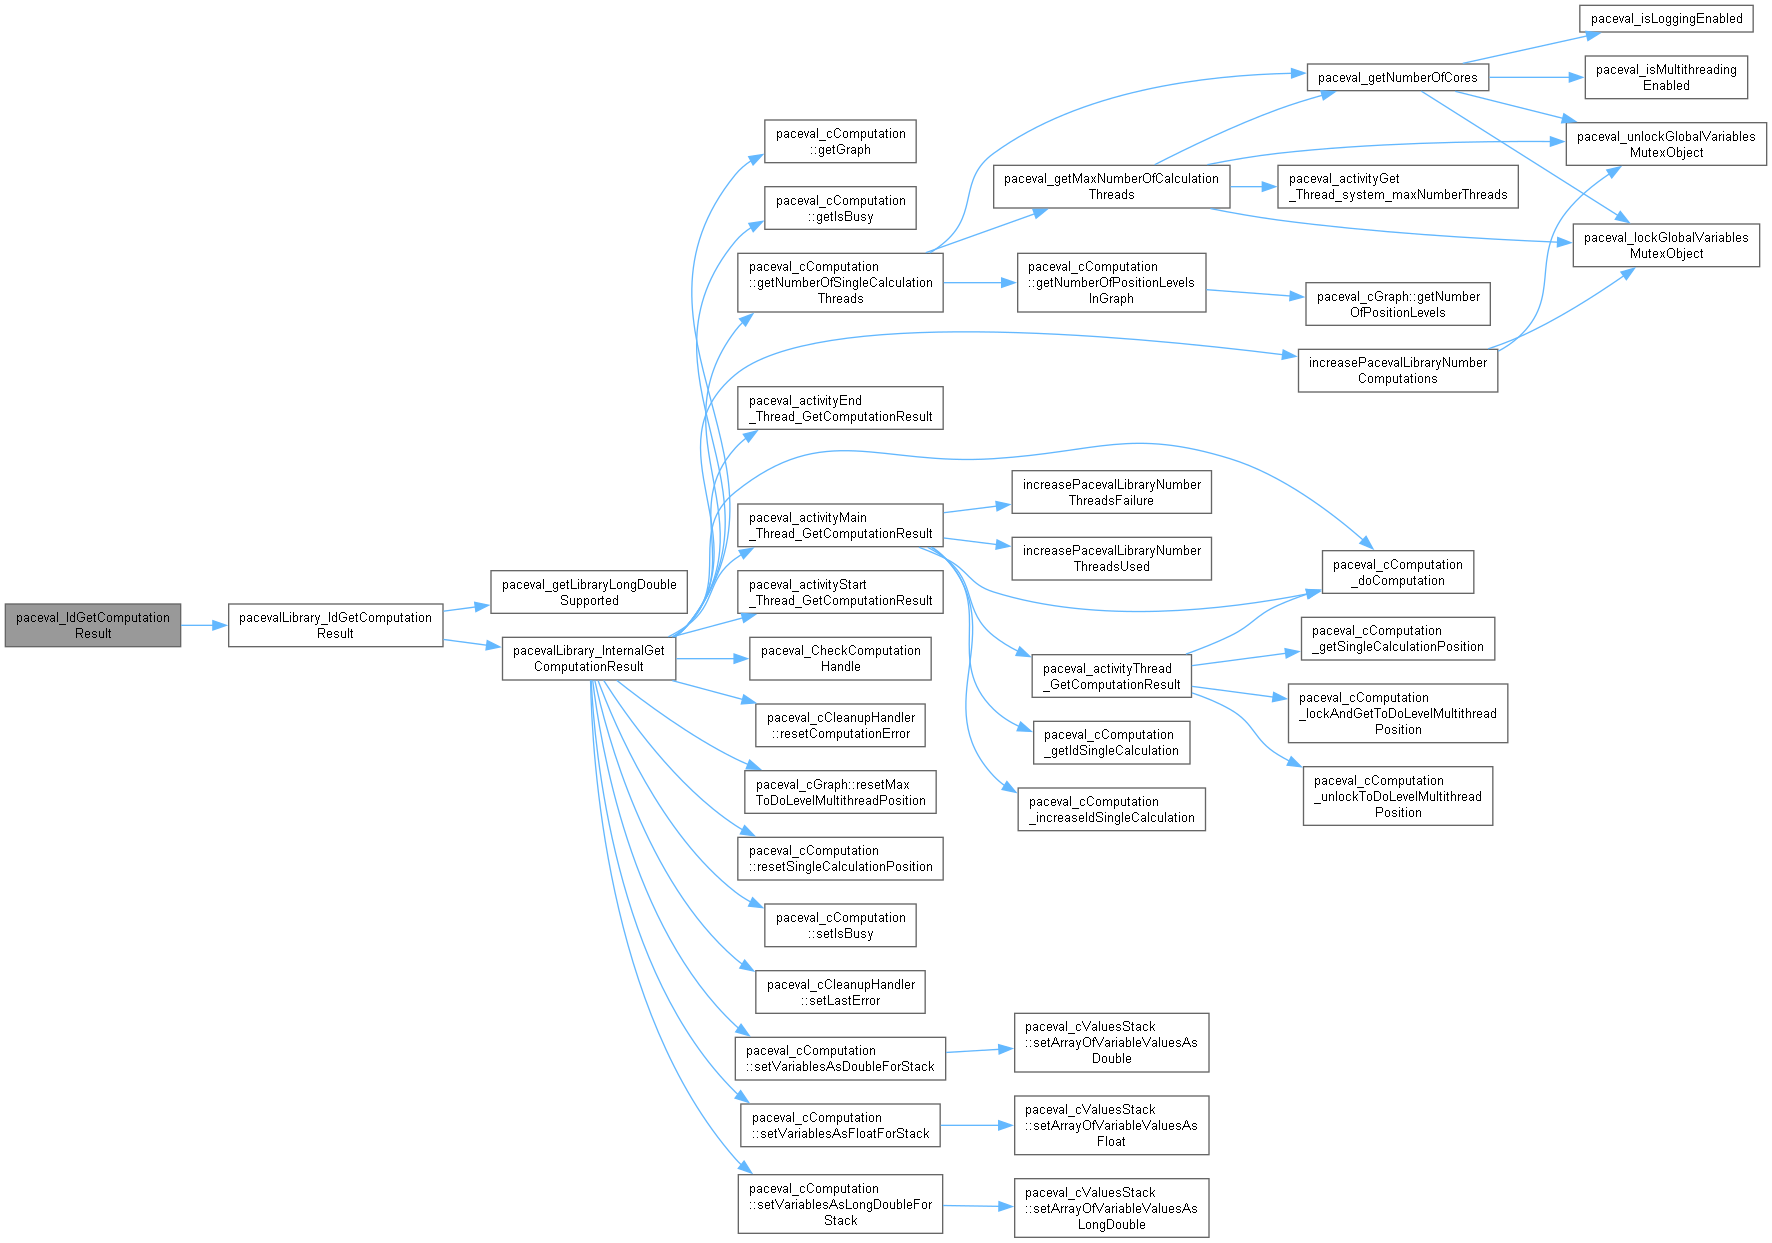 paceval_ldGetComputation
Result
pacevalLibrary_ldGetComputation
Result
paceval_getLibraryLongDouble
Supported
pacevalLibrary_InternalGet
ComputationResult
paceval_cComputation
::getGraph
paceval_cComputation
::getIsBusy
paceval_cComputation
::getNumberOfSingleCalculation
Threads
paceval_activityEnd
_Thread_GetComputationResult
paceval_activityMain
_Thread_GetComputationResult
paceval_activityStart
_Thread_GetComputationResult
paceval_CheckComputation
Handle
paceval_cCleanupHandler
::resetComputationError
paceval_cGraph::resetMax
ToDoLevelMultithreadPosition
paceval_cComputation
::resetSingleCalculationPosition
paceval_cComputation
::setIsBusy
paceval_cCleanupHandler
::setLastError
paceval_cComputation
::setVariablesAsDoubleForStack
paceval_cComputation
::setVariablesAsFloatForStack
paceval_cComputation
::setVariablesAsLongDoubleFor
Stack
paceval_getMaxNumberOfCalculation
Threads
paceval_cComputation
::getNumberOfPositionLevels
InGraph
increasePacevalLibraryNumber
ThreadsFailure
increasePacevalLibraryNumber
ThreadsUsed
paceval_activityThread
_GetComputationResult
paceval_cComputation
_getIdSingleCalculation
paceval_cComputation
_increaseIdSingleCalculation
paceval_cValuesStack
::setArrayOfVariableValuesAs
Double
paceval_cValuesStack
::setArrayOfVariableValuesAs
Float
paceval_cValuesStack
::setArrayOfVariableValuesAs
LongDouble
paceval_getNumberOfCores
paceval_activityGet
_Thread_system_maxNumberThreads
paceval_cGraph::getNumber
OfPositionLevels
increasePacevalLibraryNumber
Computations
paceval_cComputation
_doComputation
paceval_cComputation
_getSingleCalculationPosition
paceval_cComputation
_lockAndGetToDoLevelMultithread
Position
paceval_cComputation
_unlockToDoLevelMultithread
Position
paceval_isLoggingEnabled
paceval_isMultithreading
Enabled
paceval_unlockGlobalVariables
MutexObject
paceval_lockGlobalVariables
MutexObject